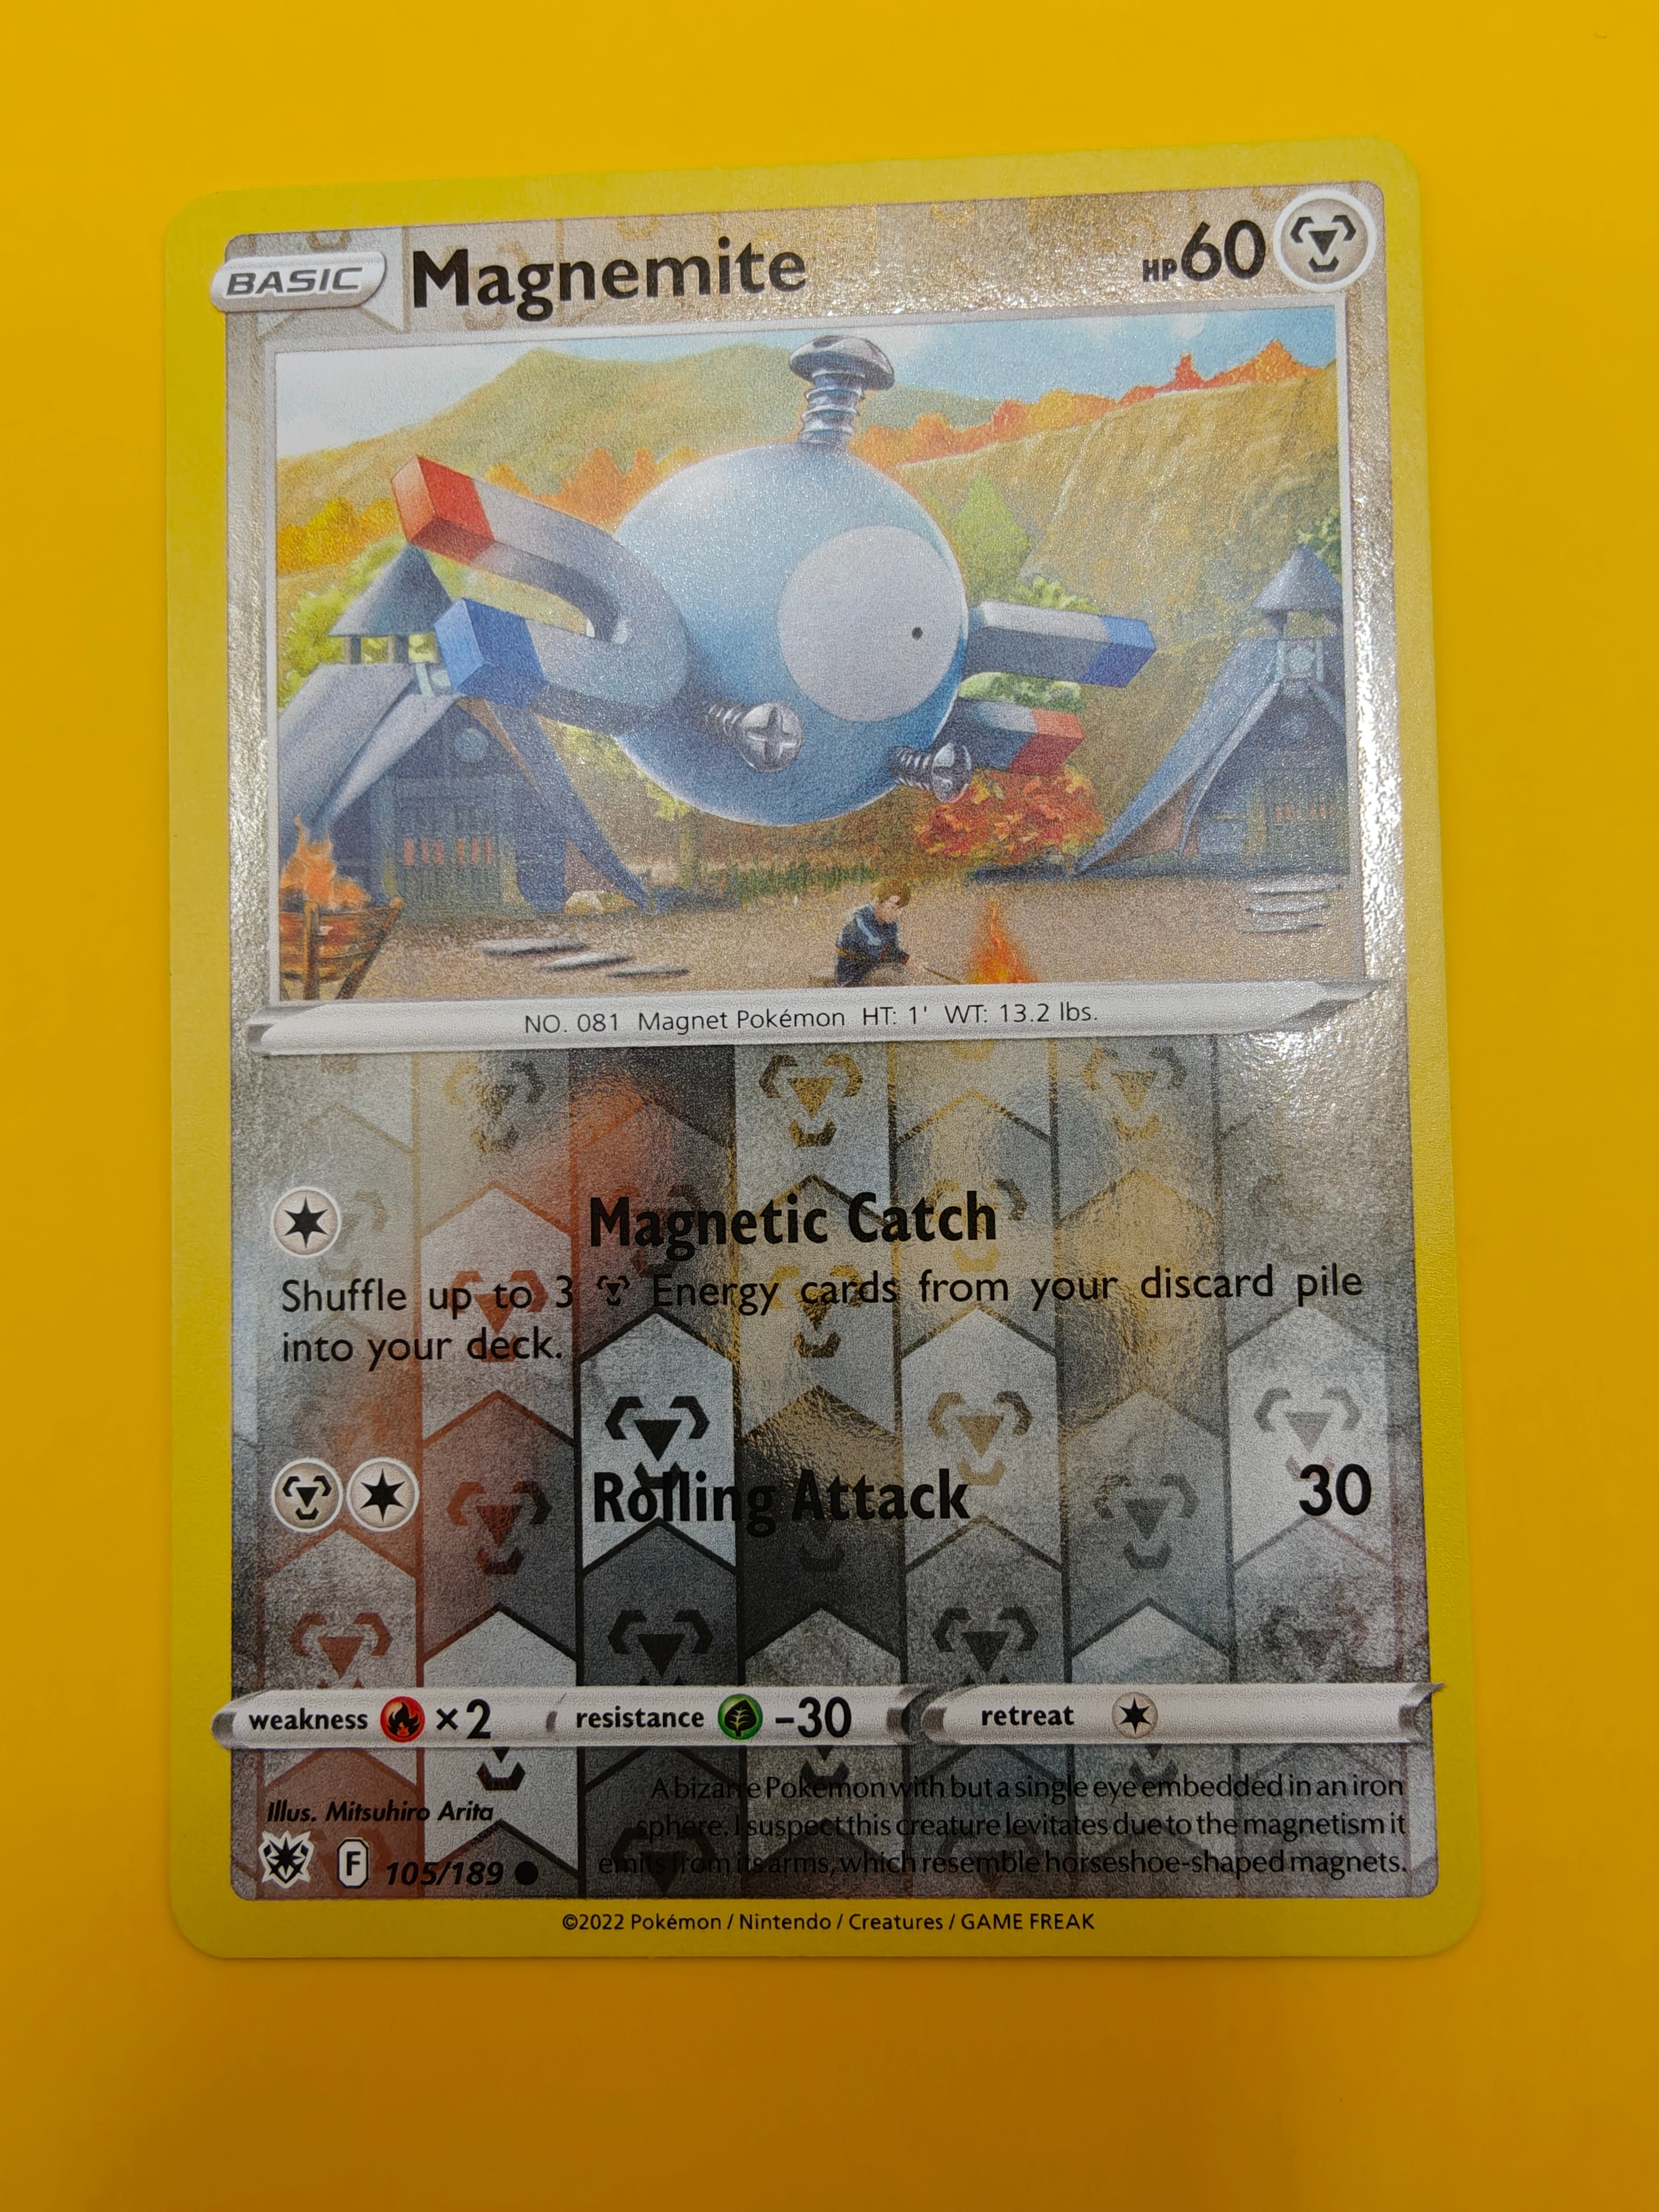 BASIC Magnemite HP60
NO. 081 Magnet Pokémon HT: 1' WT: 13.2 lbs.
Magnetic Catch
Shuffle up to 3 Energy cards from your discard pile
into your deck.
Rolling Attack 30
weakness ×2 resistance -30 retreat
A bizarre Pokémon with but a single eye embedded in an iron
sphere. I suspect this creature levitates due to the magnetism it
emits from its arms, which resemble horseshoe-shaped magnets.
Illus. Mitsuhiro Arita
F 105/189
©2022 Pokémon / Nintendo / Creatures / GAME FREAK